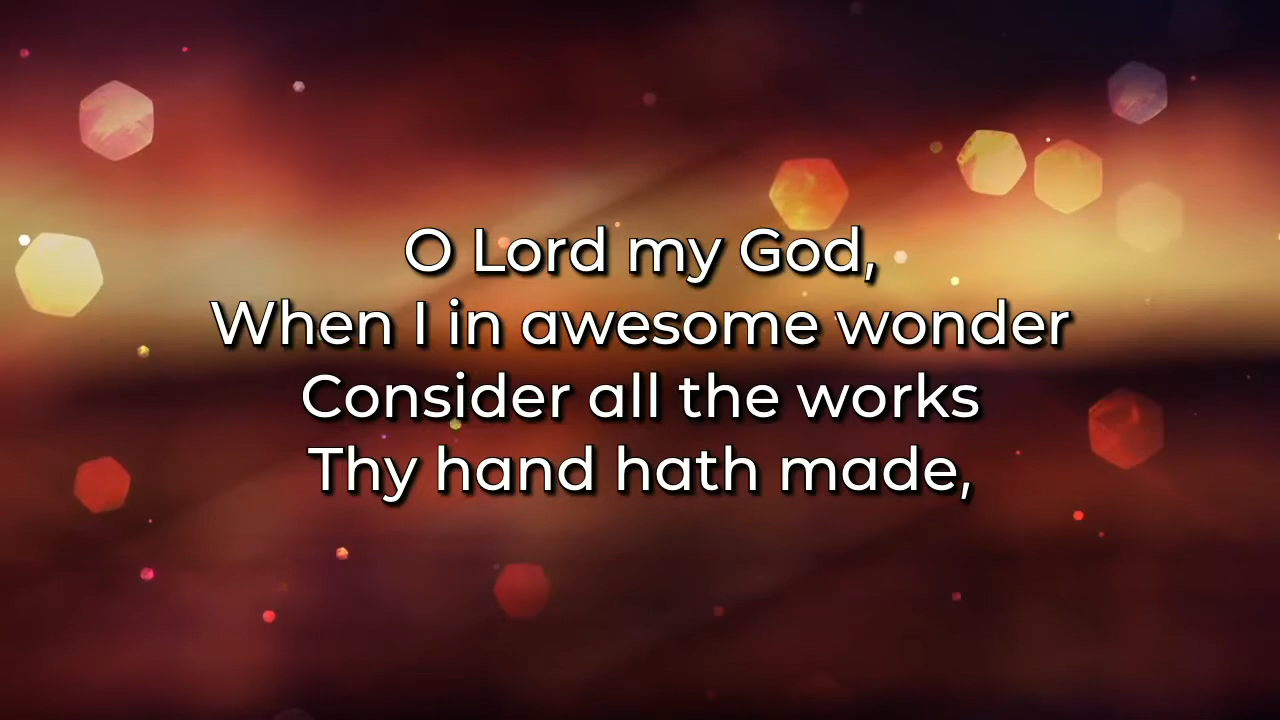 O Lord my God,
When I in awesome wonder
Consider all the works
Thy hand hath made,